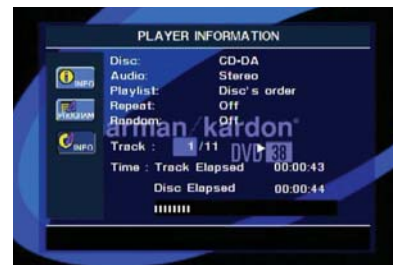 PLAYER INFORMATION
Disc: CD-DA
Audio: Stereo
Playlist: Disc's order
Repeat: Off
Random: Off
Track : 1 /11
Time : Track Elapsed 00:00:43
Disc Elapsed 00:00:44
INFO
PROGRAM
INFO
arman/kardon®
DVD 38